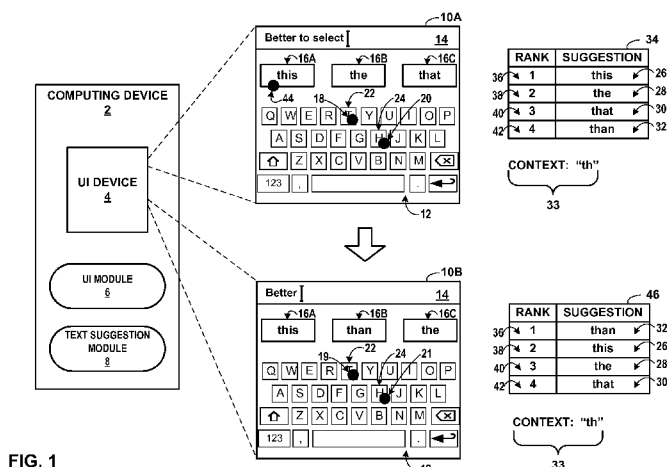 10A
Better to select
14
16A 16B 16C
this the that
44 18 22 24 20
Q W E R T Y U I O P
A S D F G H J K L
Z X C V B N M
123 , .
12
34
RANK SUGGESTION
36 1 this 26
38 2 the 28
40 3 that 30
42 4 than 32
CONTEXT: “th”
33
COMPUTING DEVICE
2
UI DEVICE
4
UI MODULE
6
TEXT SUGGESTION
MODULE
8
10B
Better
14
16A 16B 16C
this than the
19 22 24 21
Q W E R T Y U I O P
A S D F G H J K L
Z X C V B N M
123 , .
46
RANK SUGGESTION
36 1 than 32
38 2 this 26
40 3 the 28
42 4 that 30
CONTEXT: “th”
33
FIG. 1